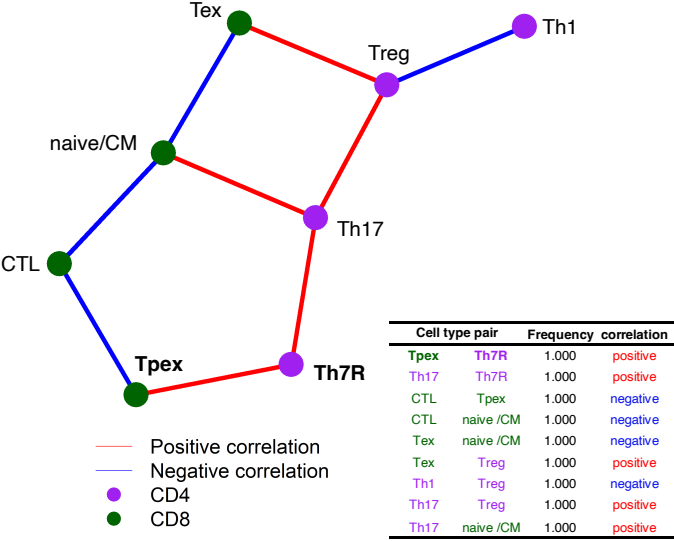 Tex
Th1
Treg
naive/CM
Th17
CTL
Tpex
Th7R
Positive correlation
Negative correlation
CD4
CD8
Cell type pair Frequency correlation
Tpex Th7R 1.000 positive
Th17 Th7R 1.000 positive
CTL Tpex 1.000 negative
CTL naive /CM 1.000 negative
Tex naive /CM 1.000 negative
Tex Treg 1.000 positive
Th1 Treg 1.000 negative
Th17 Treg 1.000 positive
Th17 naive /CM 1.000 positive